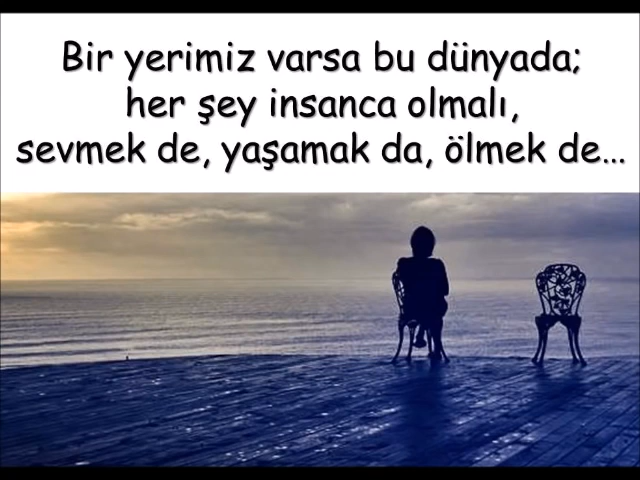 Bir yerimiz varsa bu dünyada;
her şey insanca olmalı,
sevmek de, yaşamak da, ölmek de...